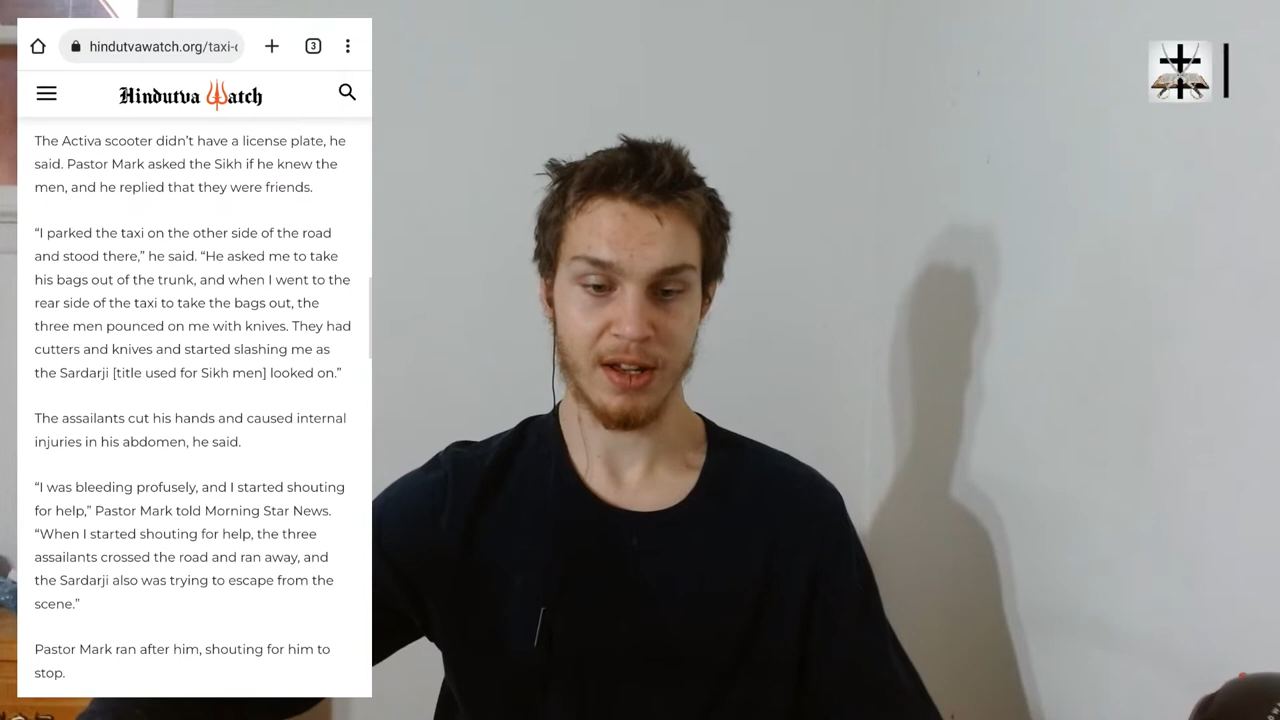 hindutvawatch.org/taxi-
3
Hindutva Watch
The Activa scooter didn’t have a license plate, he
said. Pastor Mark asked the Sikh if he knew the
men, and he replied that they were friends.
“I parked the taxi on the other side of the road
and stood there,” he said. “He asked me to take
his bags out of the trunk, and when I went to the
rear side of the taxi to take the bags out, the
three men pounced on me with knives. They had
cutters and knives and started slashing me as
the Sardarji [title used for Sikh men] looked on.”
The assailants cut his hands and caused internal
injuries in his abdomen, he said.
“I was bleeding profusely, and I started shouting
for help,” Pastor Mark told Morning Star News.
“When I started shouting for help, the three
assailants crossed the road and ran away, and
the Sardarji also was trying to escape from the
scene.”
Pastor Mark ran after him, shouting for him to
stop.